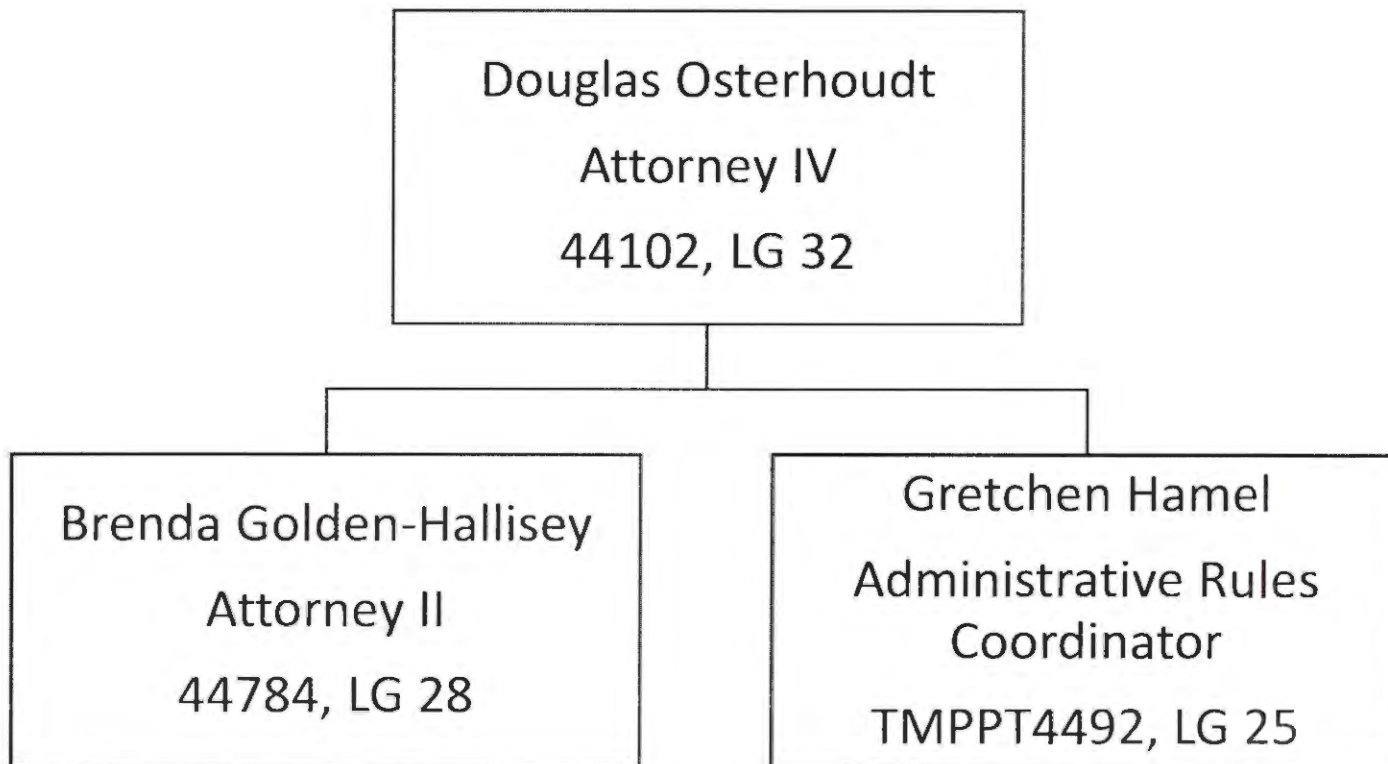 Douglas Osterhoudt
Attorney IV
44102, LG 32
Brenda Golden-Hallisey
Attorney II
44784, LG 28
Gretchen Hamel
Administrative Rules
Coordinator
TMPPT4492, LG 25